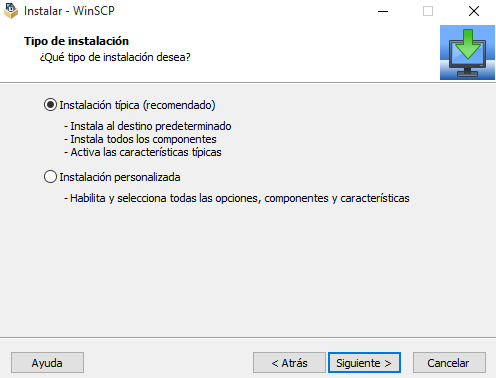 Instalar - WinSCP
Tipo de instalación
¿Qué tipo de instalación desea?
Instalación típica (recomendado)
- Instala al destino predeterminado
- Instala todos los componentes
- Activa las características típicas
Instalación personalizada
- Habilita y selecciona todas las opciones, componentes y características
Ayuda
< Atrás
Siguiente >
Cancelar